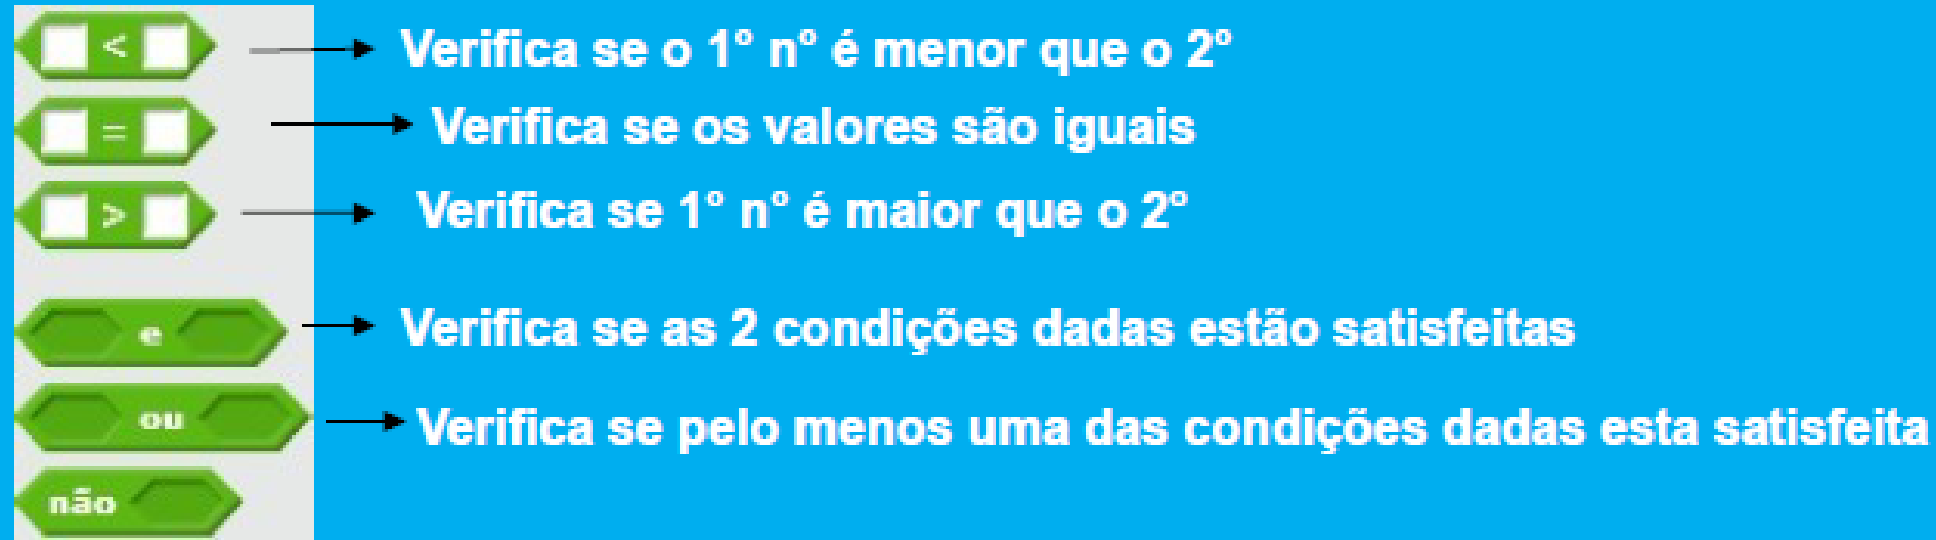 < Verifica se o 1° n° é menor que o 2°
= Verifica se os valores são iguais
> Verifica se 1° n° é maior que o 2°
e Verifica se as 2 condições dadas estão satisfeitas
ou Verifica se pelo menos uma das condições dadas esta satisfeita
não